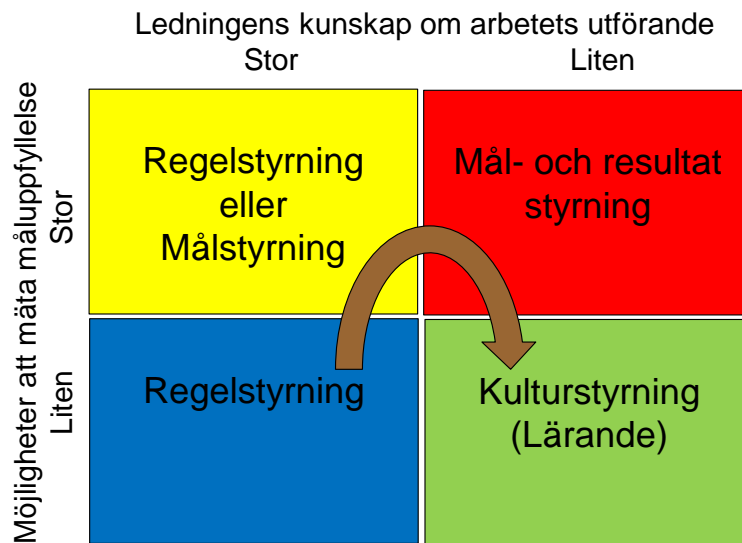 Ledningens kunskap om arbetets utförande
Stor
Liten
Möjligheter att mäta måluppfyllelse
Stor
Liten
Regelstyrning
eller
Målstyrning
Mål- och resultat
styrning
Regelstyrning
Kulturstyrning
(Lärande)